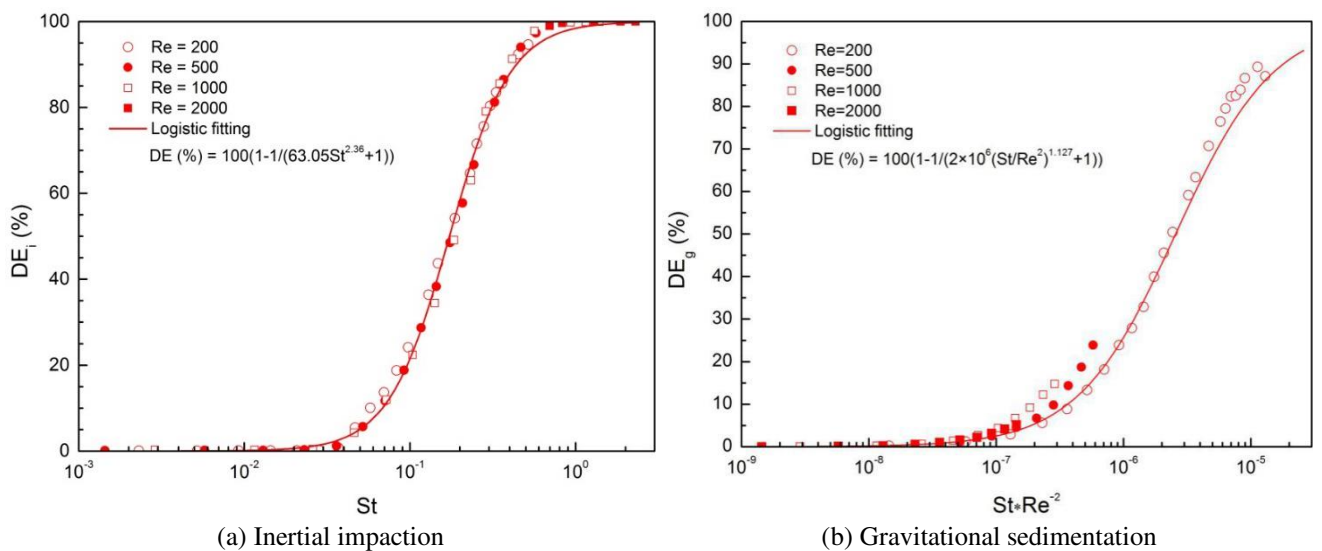 100
80
60
40
20
0
DE_i (%)
Re = 200
Re = 500
Re = 1000
Re = 2000
Logistic fitting
DE (%) = 100(1-1/(63.05St^2.36+1))
10^-3
10^-2
10^-1
10^0
St
(a) Inertial impaction
100
90
80
70
60
50
40
30
20
10
0
DE_g (%)
Re=200
Re=500
Re=1000
Re=2000
Logistic fitting
DE (%) = 100(1-1/(2×10^6(St/Re^2)^1.127+1))
10^-9
10^-8
10^-7
10^-6
10^-5
St*Re^-2
(b) Gravitational sedimentation